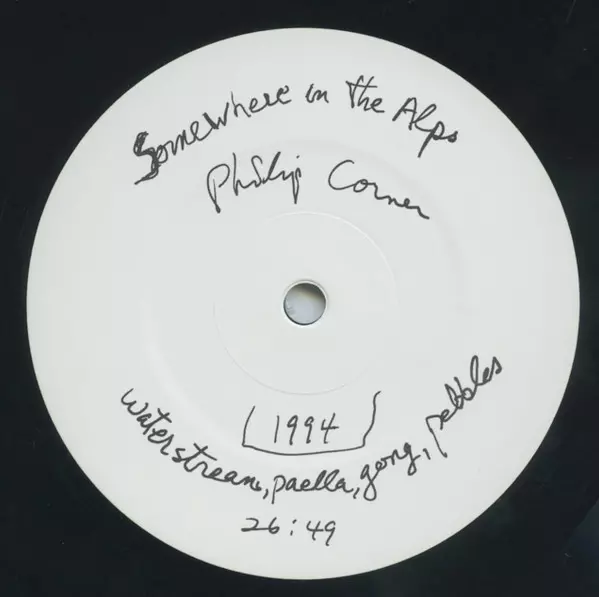 Somewhere in the Alps
Philip Corner
1994
waterstream, paella, gong, pebbles
26:49